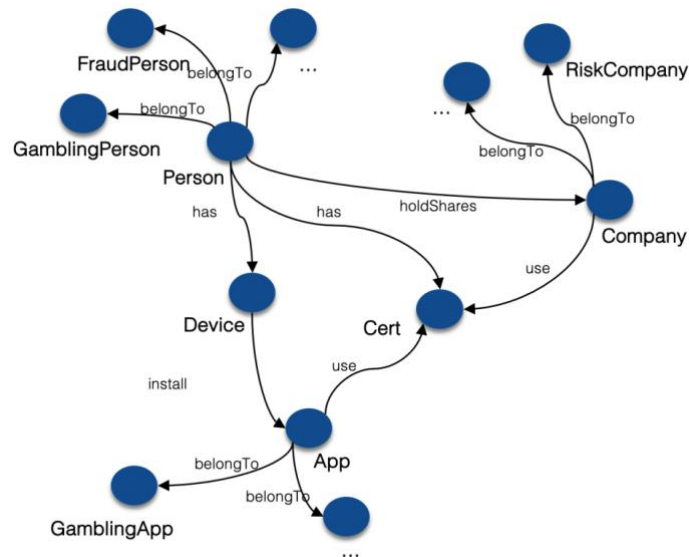 FraudPerson
belongTo
...
RiskCompany
belongTo
GamblingPerson
...
belongTo
belongTo
Person
has
has
holdShares
Company
use
Device
Cert
install
use
App
belongTo
belongTo
GamblingApp
...